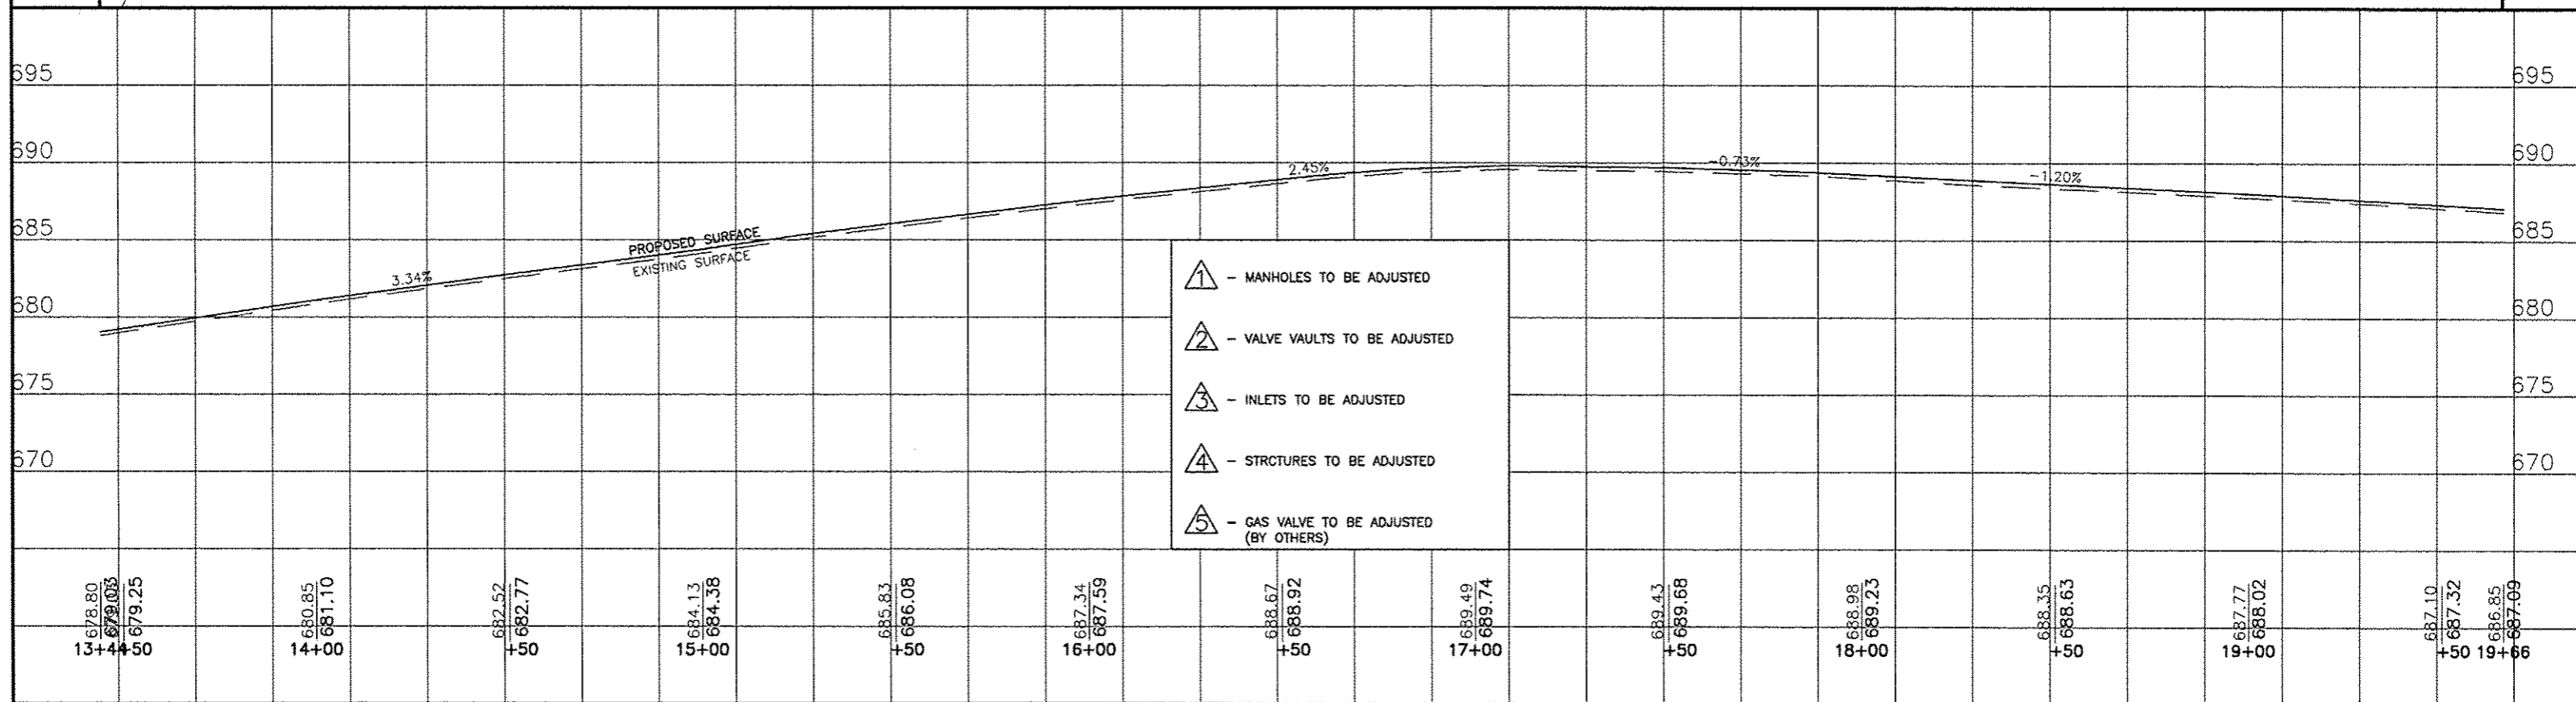 695 695
690 690
2.45%
-0.73%
-1.20%
685 685
PROPOSED SURFACE
EXISTING SURFACE
3.34%
680 680
675 675
670 670
1 - MANHOLES TO BE ADJUSTED
2 - VALVE VAULTS TO BE ADJUSTED
3 - INLETS TO BE ADJUSTED
4 - STRCTURES TO BE ADJUSTED
5 - GAS VALVE TO BE ADJUSTED
(BY OTHERS)
678.80 679.03 679.25
680.85 681.10
682.52 682.77
684.13 684.38
685.83 686.08
687.34 687.59
688.67 688.92
689.49 689.74
689.43 689.68
688.98 689.23
688.35 688.63
687.77 688.02
687.10 687.32
686.85 687.09
13+44 +50 14+00 +50 15+00 +50 16+00 +50 17+00 +50 18+00 +50 19+00 +50 19+66